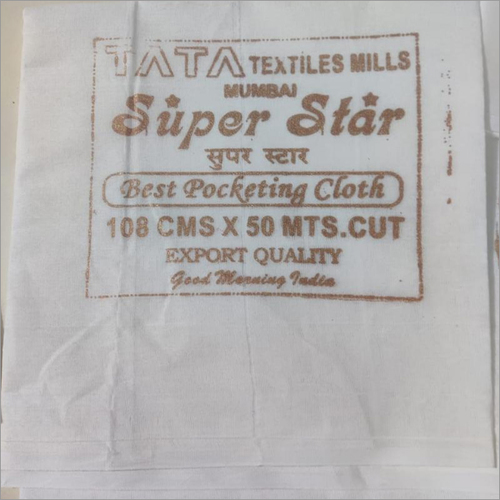 TATA TEXTILES MILLS
MUMBAI
Super Star
सुपर स्टार
Best Pocketing Cloth
108 CMS X 50 MTS.CUT
EXPORT QUALITY
Good Morning India